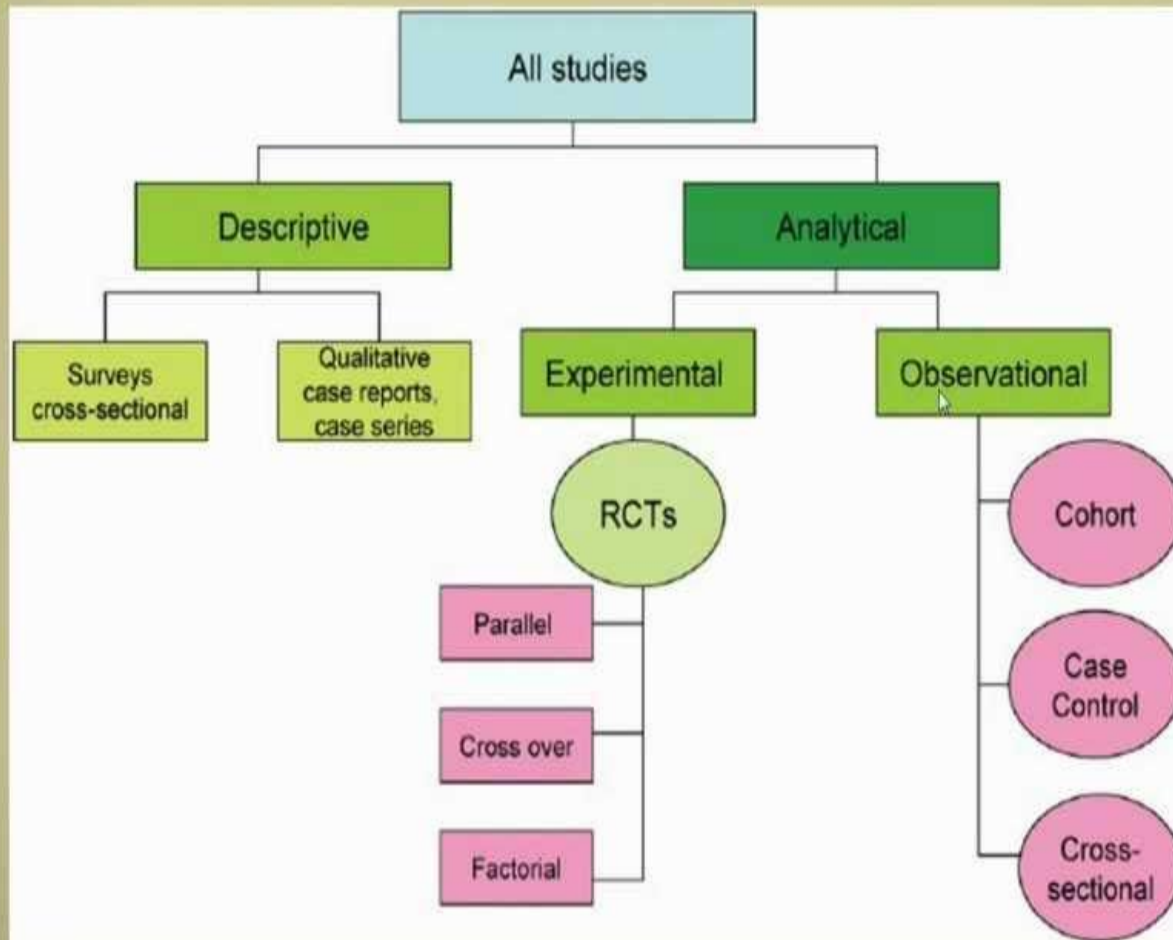 All studies
Descriptive
Analytical
Surveys
cross-sectional
Qualitative
case reports,
case series
Experimental
Observational
RCTs
Parallel
Cross over
Factorial
Cohort
Case
Control
Cross-
sectional